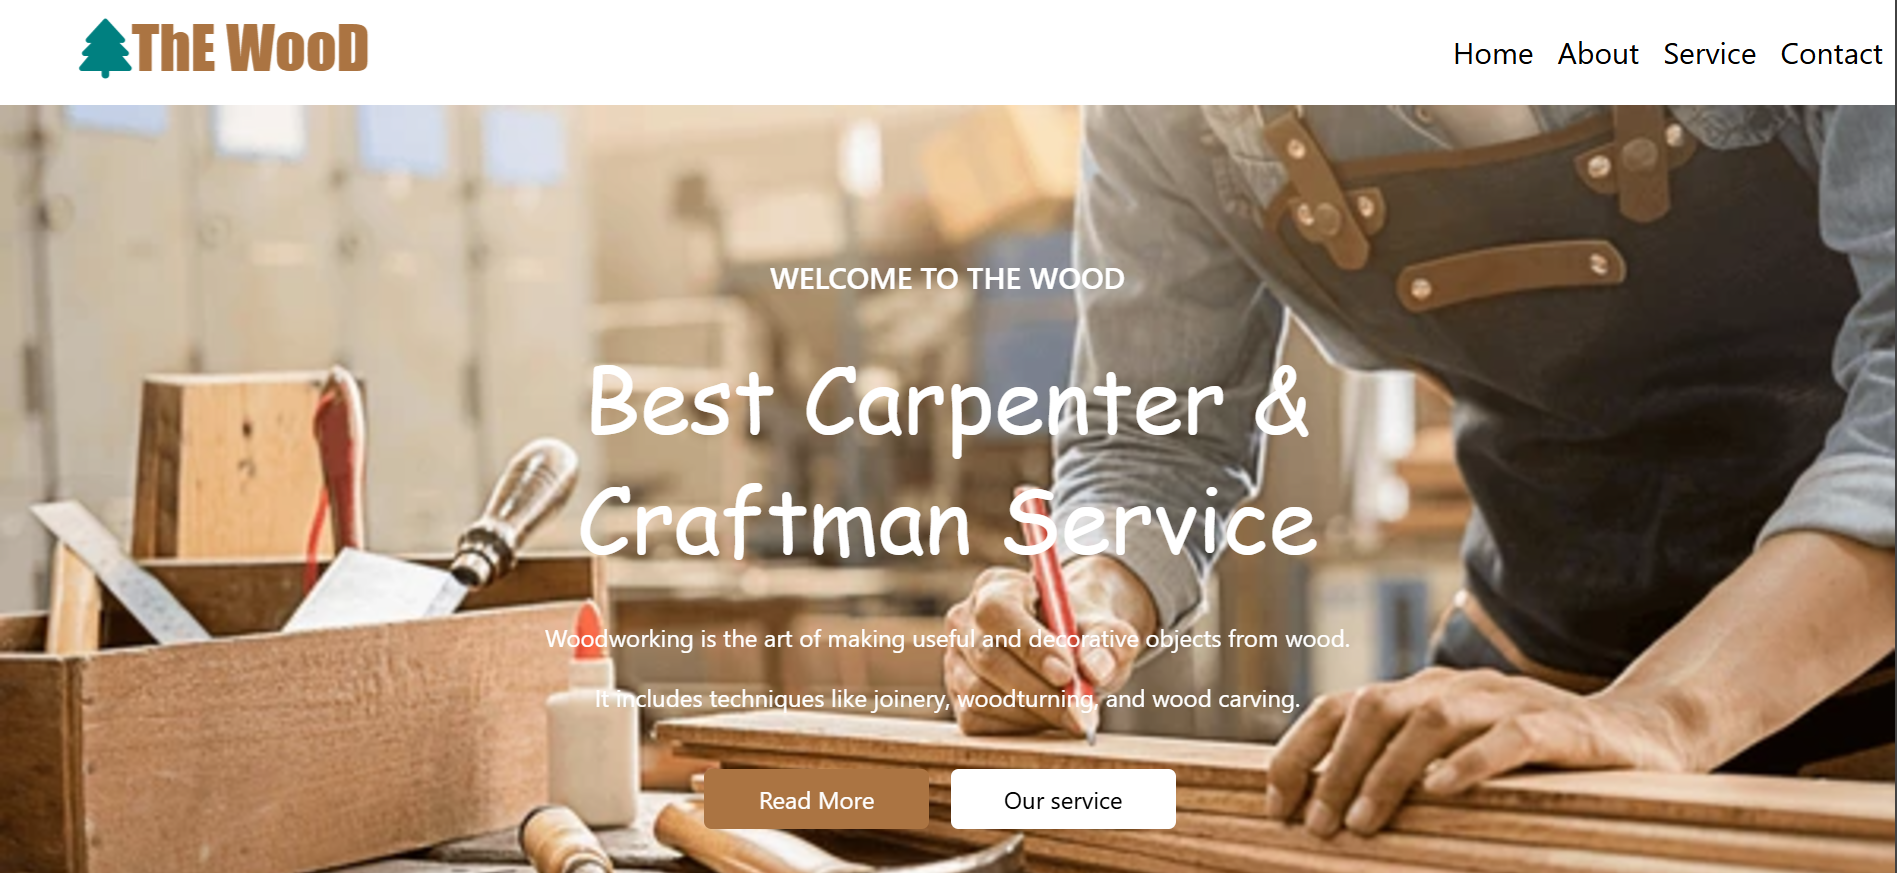 ThE WooD
Home About Service Contact
WELCOME TO THE WOOD
Best Carpenter &
Craftman Service
Woodworking is the art of making useful and decorative objects from wood.
It includes techniques like joinery, woodturning, and wood carving.
Read More
Our service